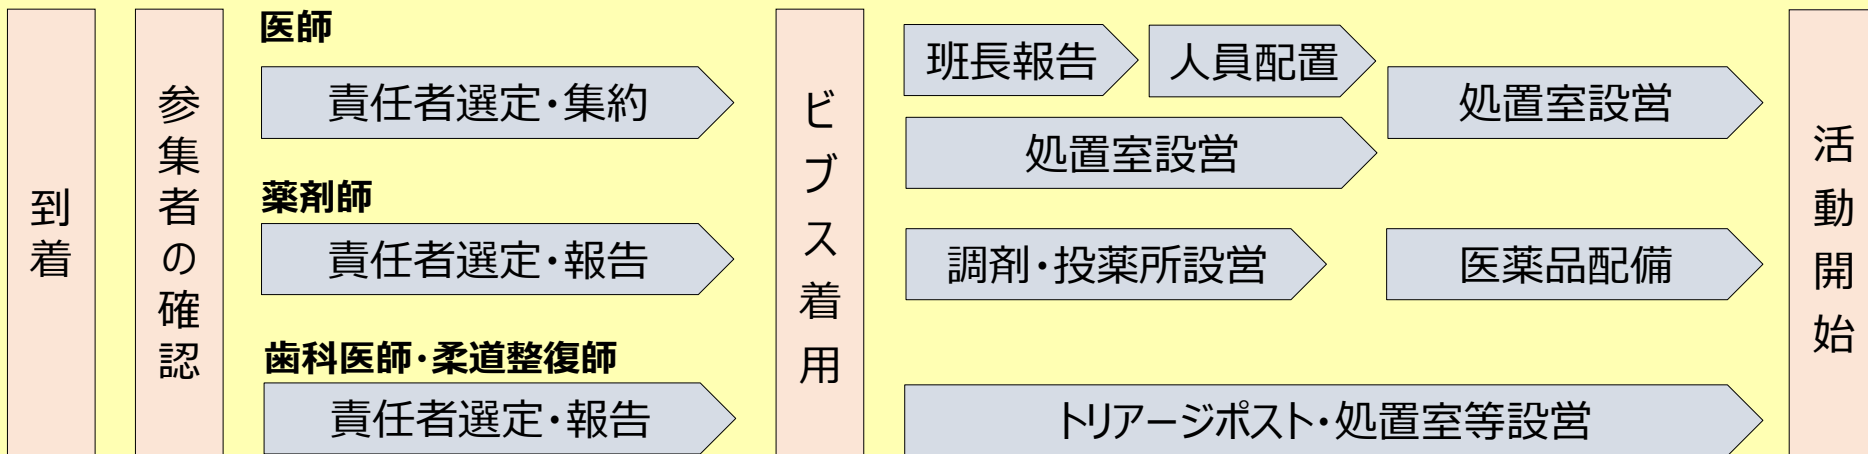 到着
参集者の確認
医師
責任者選定・集約
薬剤師
責任者選定・報告
歯科医師・柔道整復師
責任者選定・報告
ビブス着用
班長報告
人員配置
処置室設営
処置室設営
調剤・投薬所設営
医薬品配備
トリアージポスト・処置室等設営
活動開始